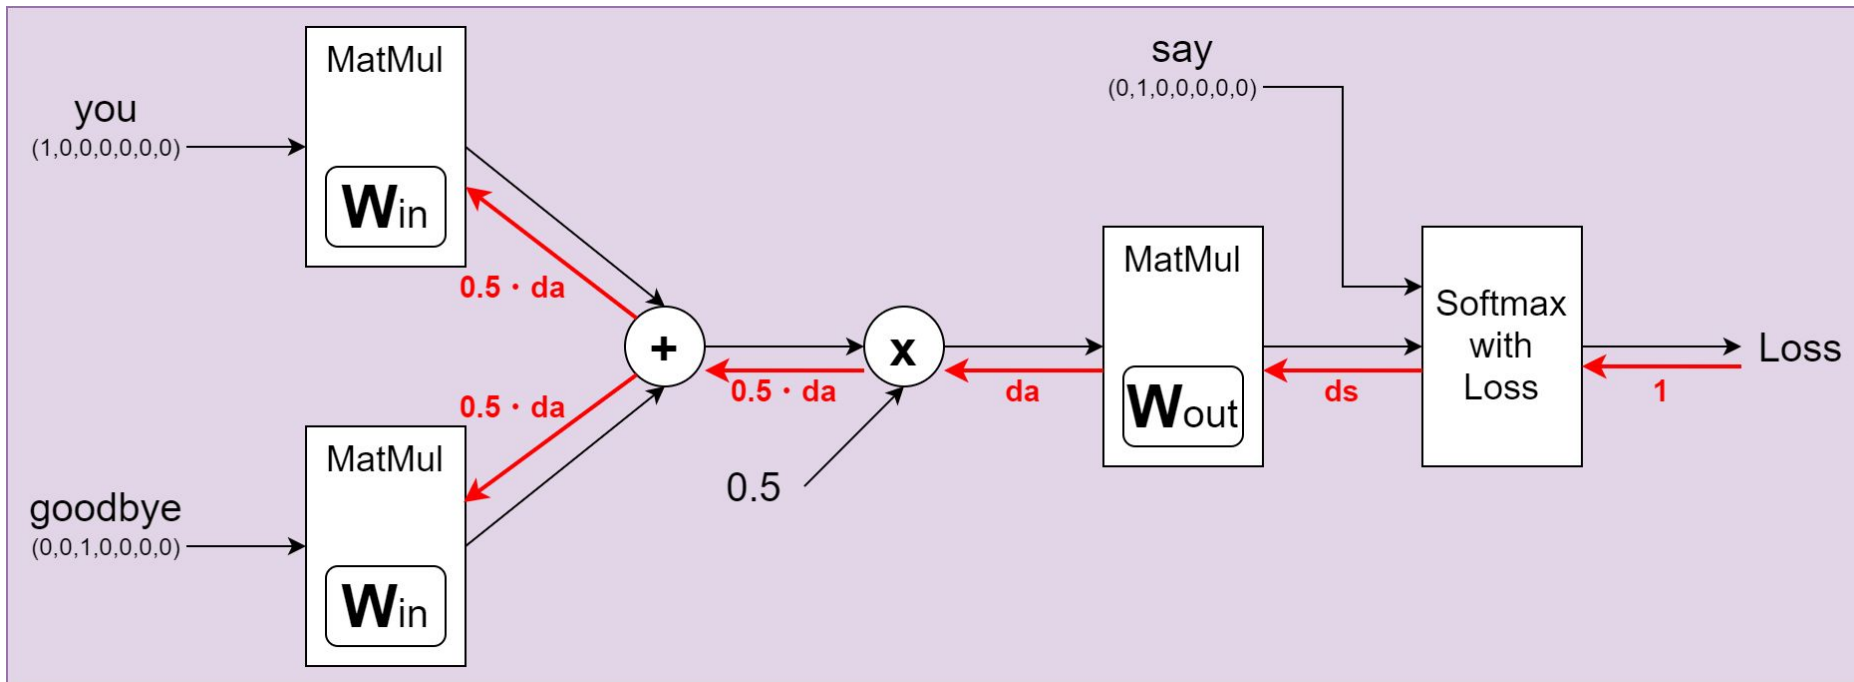 you
(1,0,0,0,0,0,0)
MatMul
Win
0.5・da
goodbye
(0,0,1,0,0,0,0)
MatMul
Win
0.5・da
+
0.5・da
x
0.5
da
MatMul
Wout
ds
say
(0,1,0,0,0,0,0)
Softmax
with
Loss
1
Loss